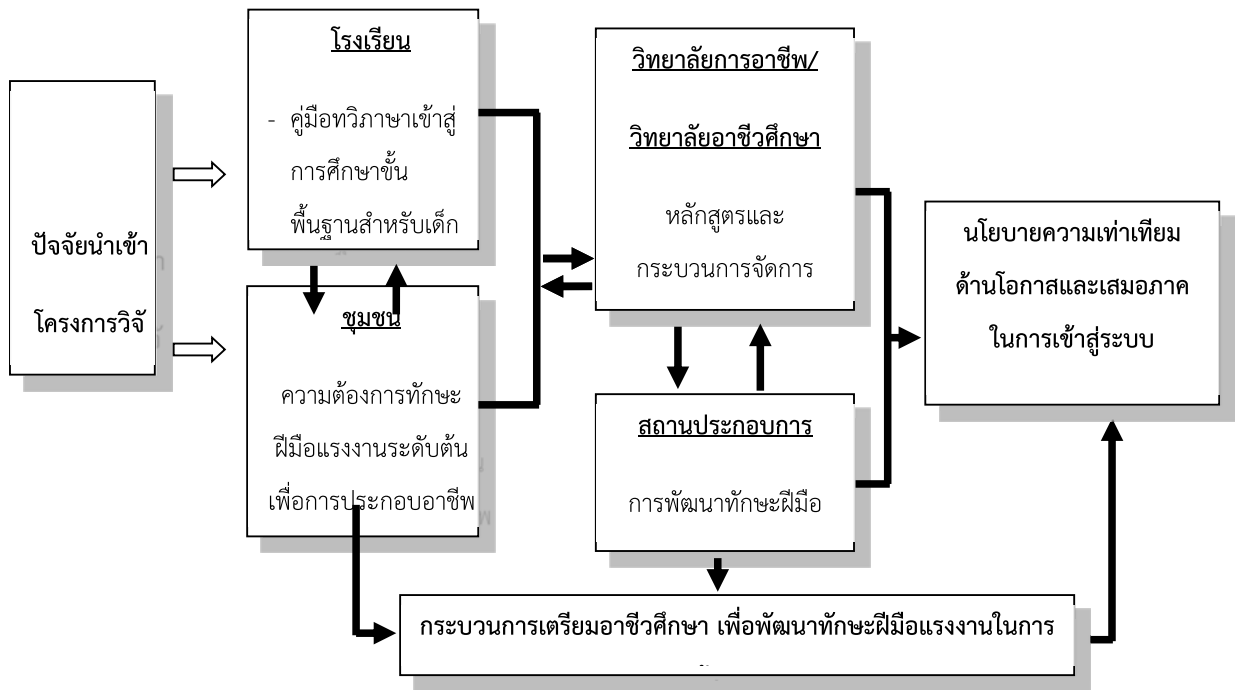 ปัจจัยนำเข้า
โครงการวิจั
โรงเรียน
- คู่มือทวิภาษาเข้าสู่
การศึกษาขั้น
พื้นฐานสำหรับเด็ก
ชุมชน
ความต้องการทักษะ
ฝีมือแรงงานระดับต้น
เพื่อการประกอบอาชีพ
วิทยาลัยการอาชีพ/
วิทยาลัยอาชีวศึกษา
หลักสูตรและ
กระบวนการจัดการ
สถานประกอบการ
การพัฒนาทักษะฝีมือ
นโยบายความเท่าเทียม
ด้านโอกาสและเสมอภาค
ในการเข้าสู่ระบบ
กระบวนการเตรียมอาชีวศึกษา เพื่อพัฒนาทักษะฝีมือแรงงานในการ